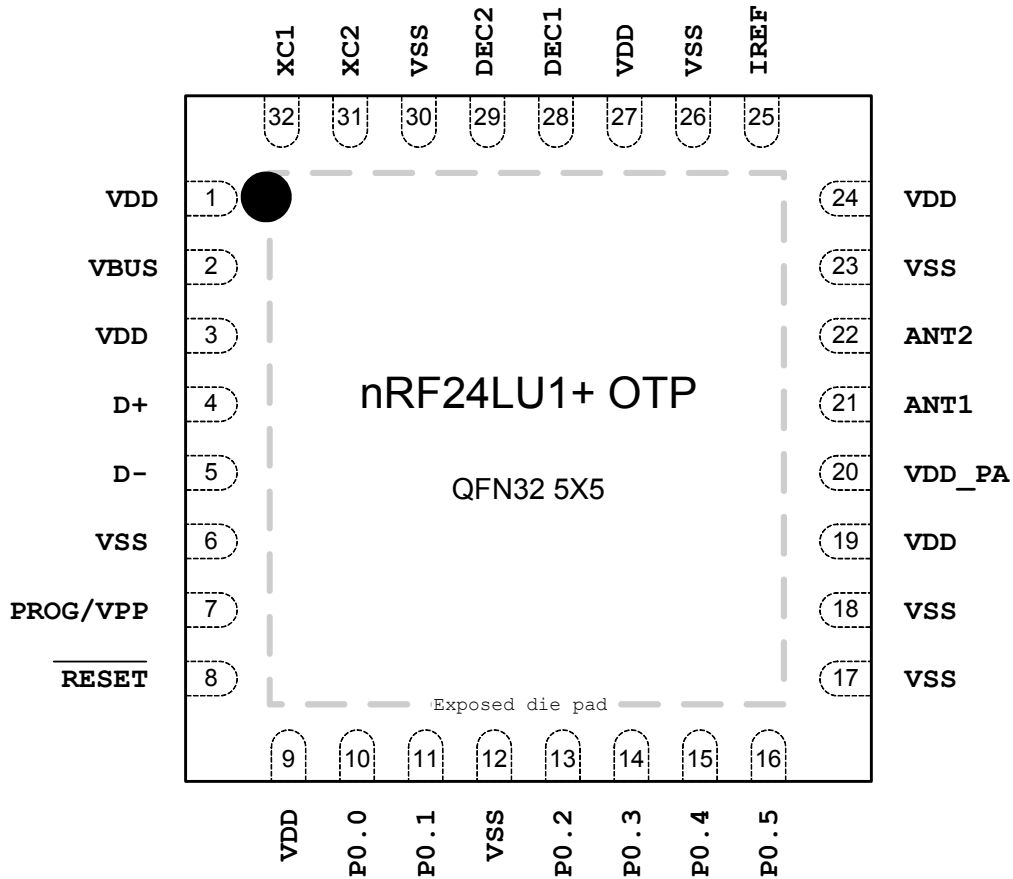 XC1
XC2
VSS
DEC2
DEC1
VDD
VSS
IREF
32
31
30
29
28
27
26
25
VDD 1
VBUS 2
VDD 3
D+ 4
D- 5
VSS 6
PROG/VPP 7
RESET 8
nRF24LU1+ OTP
QFN32 5X5
24 VDD
23 VSS
22 ANT2
21 ANT1
20 VDD_PA
19 VDD
18 VSS
17 VSS
Exposed die pad
9
10
11
12
13
14
15
16
VDD
P0.0
P0.1
VSS
P0.2
P0.3
P0.4
P0.5